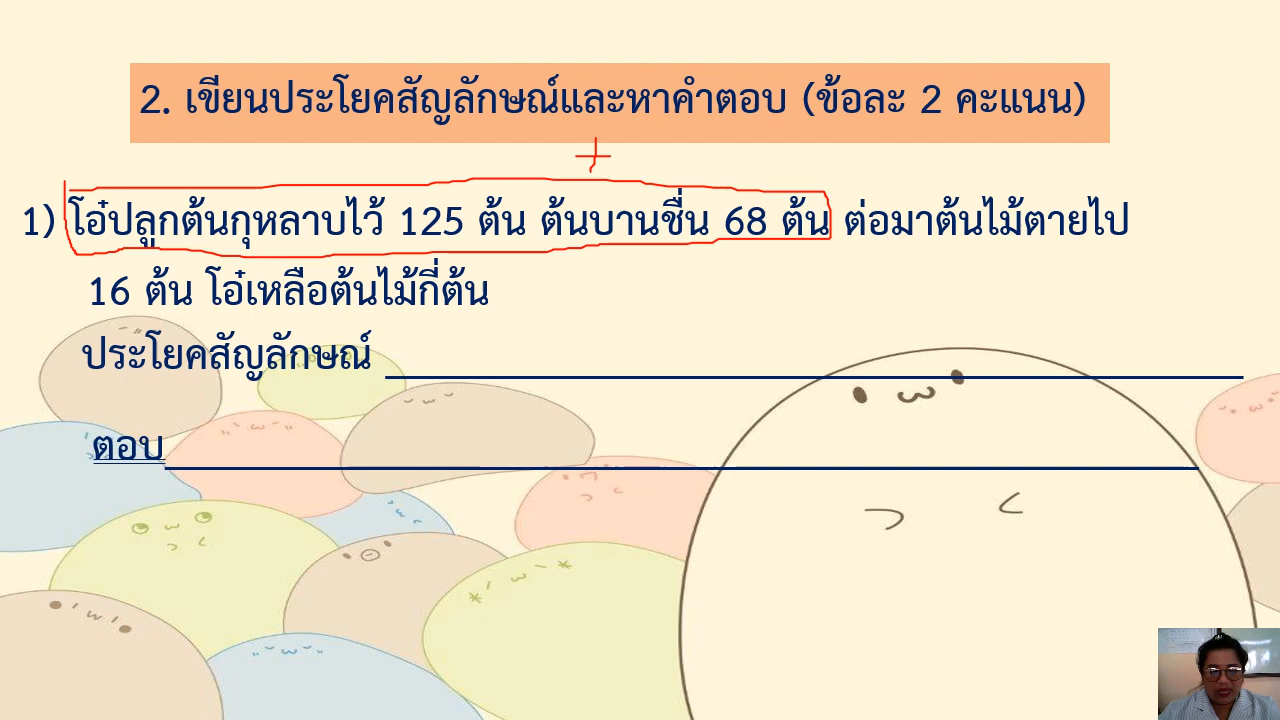 2. เขียนประโยคสัญลักษณ์และหาคำตอบ (ข้อละ 2 คะแนน)
+
1) โอ๋ปลูกต้นกุหลาบไว้ 125 ต้น ต้นบานชื่น 68 ต้น ต่อมาต้นไม้ตายไป
16 ต้น โอ๋เหลือต้นไม้กี่ต้น
ประโยคสัญลักษณ์
ตอบ